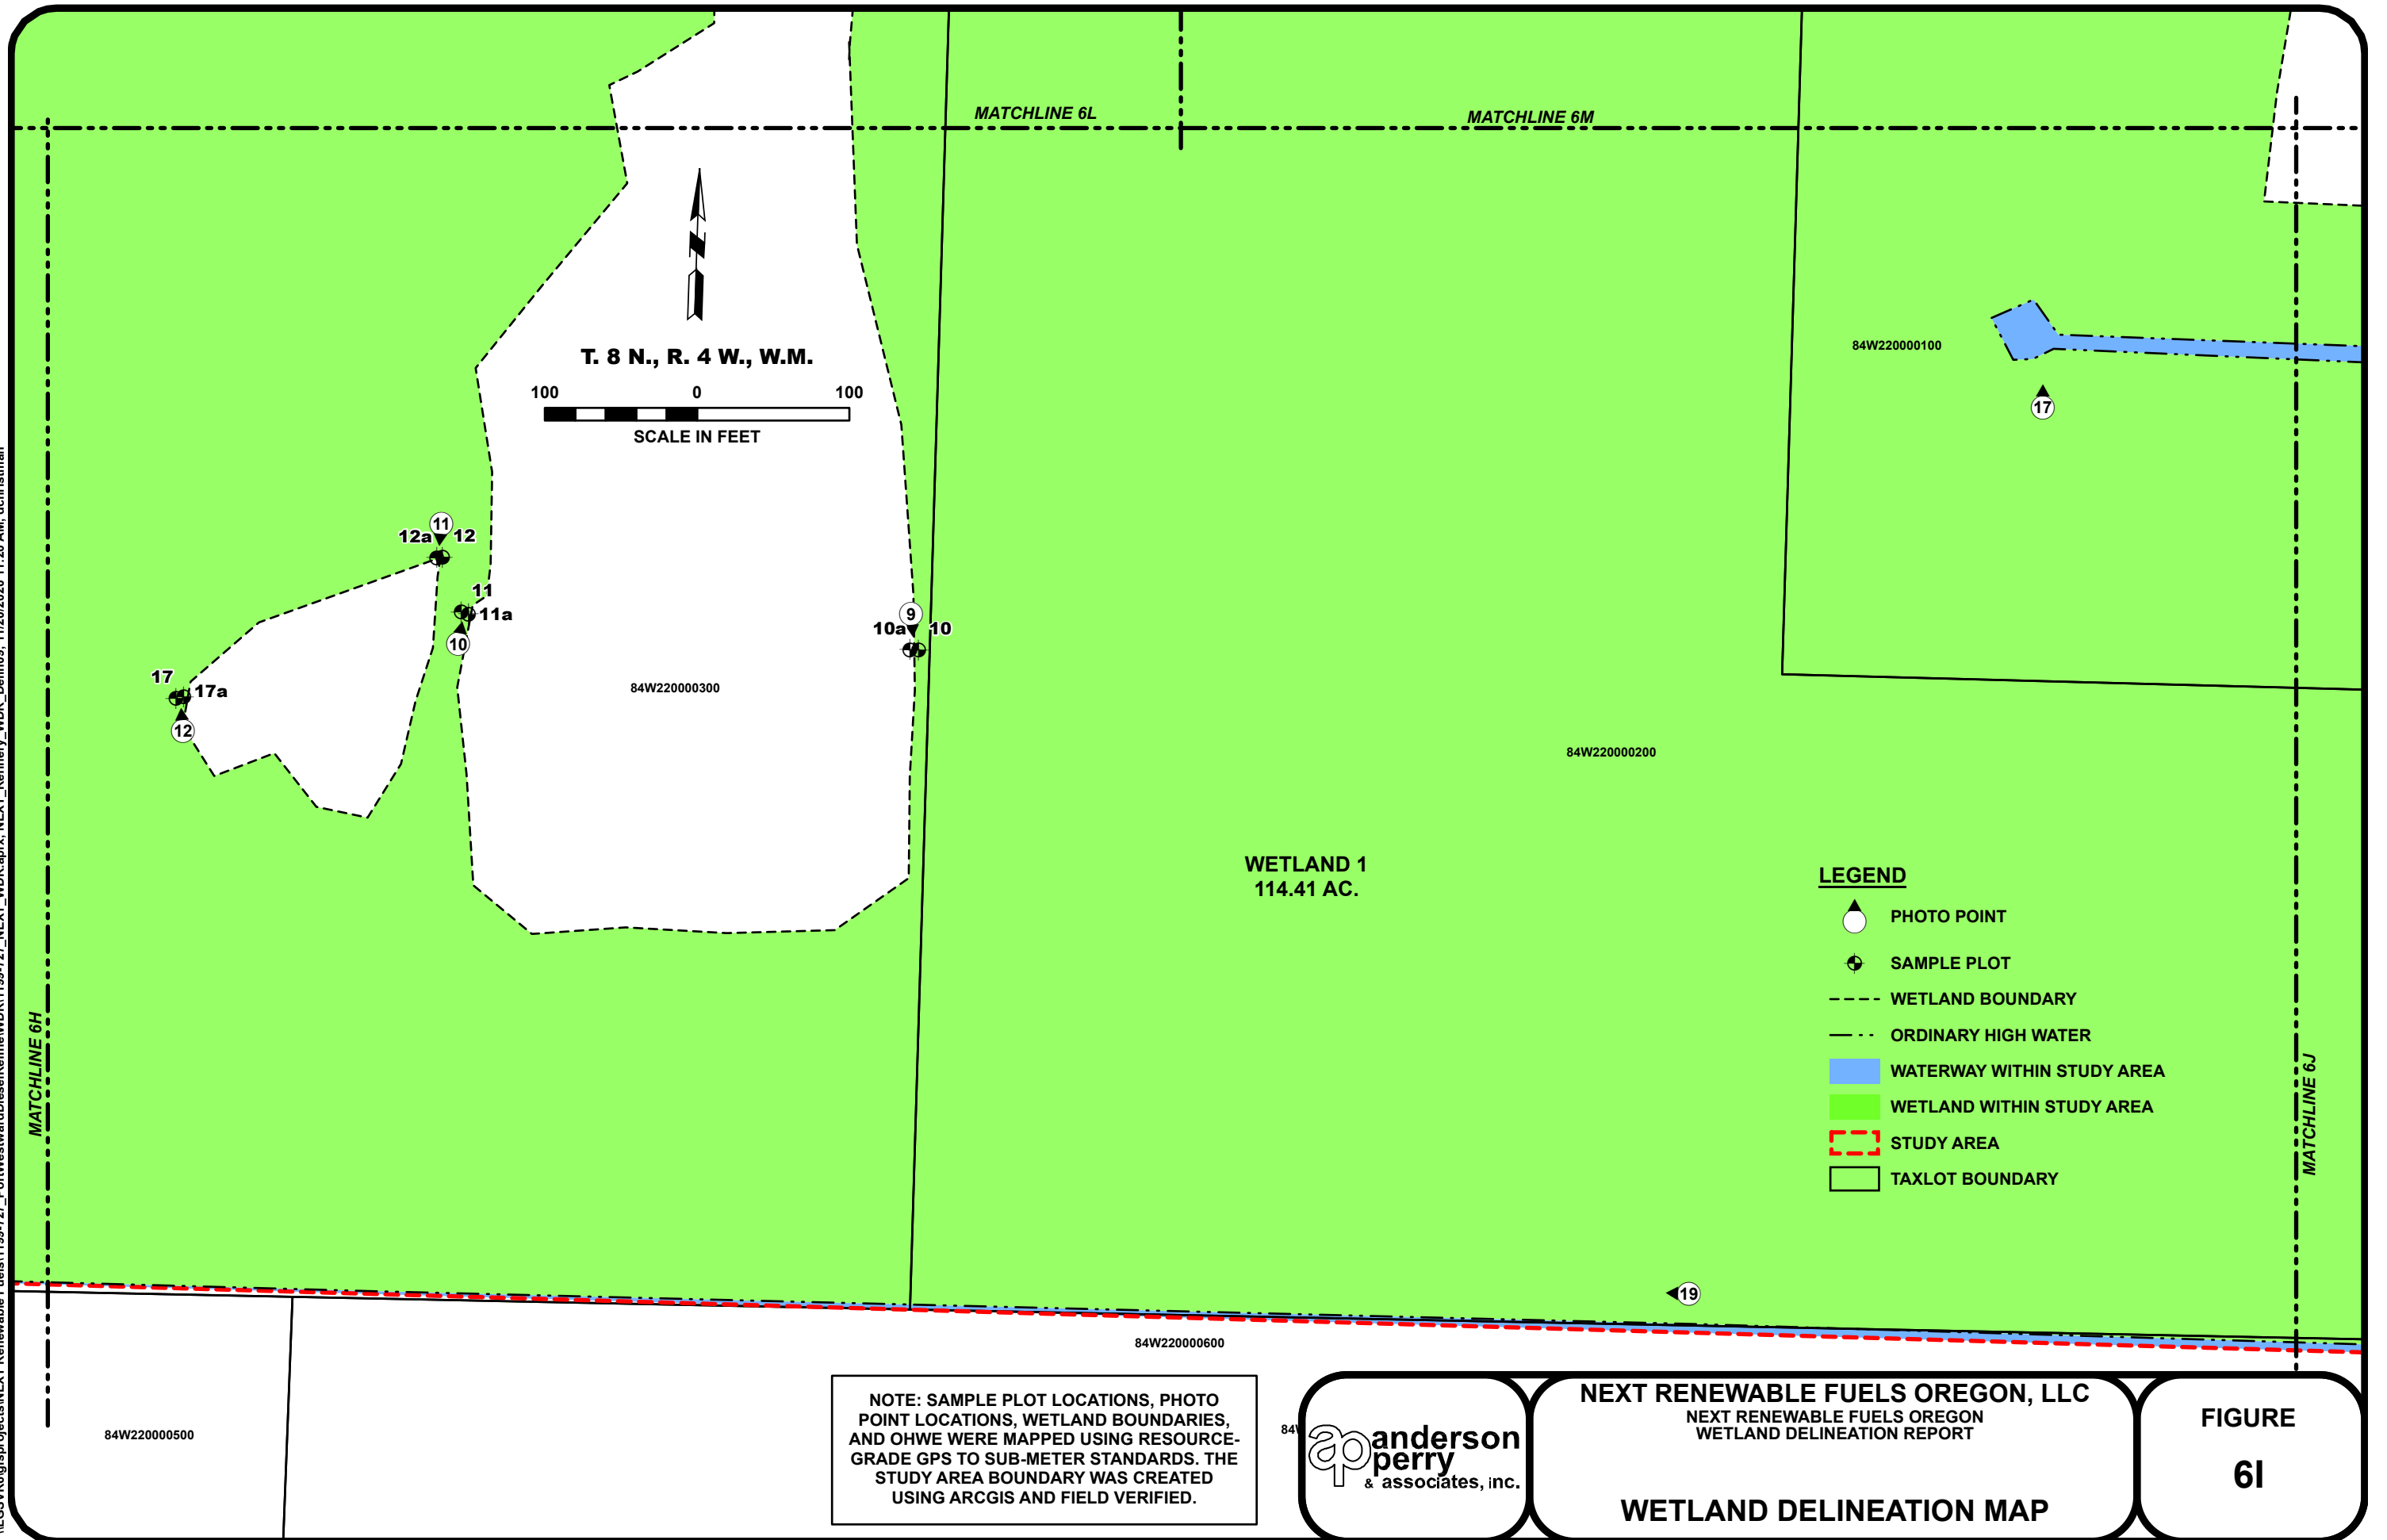 MATCHLINE 6L
MATCHLINE 6M
T. 8 N., R. 4 W., W.M.
100 0 100
SCALE IN FEET
84W220000100
17
11
12a 12
11
11a
10
9
10a 10
17
17a
12
84W220000300
84W220000200
WETLAND 1
114.41 AC.
LEGEND
PHOTO POINT
SAMPLE PLOT
WETLAND BOUNDARY
ORDINARY HIGH WATER
WATERWAY WITHIN STUDY AREA
WETLAND WITHIN STUDY AREA
STUDY AREA
TAXLOT BOUNDARY
MATCHLINE 6H
MATCHLINE 6J
19
84W220000600
84W220000500
NOTE: SAMPLE PLOT LOCATIONS, PHOTO
POINT LOCATIONS, WETLAND BOUNDARIES,
AND OHWE WERE MAPPED USING RESOURCE-
GRADE GPS TO SUB-METER STANDARDS. THE
STUDY AREA BOUNDARY WAS CREATED
USING ARCGIS AND FIELD VERIFIED.
ap
anderson
perry
& associates, inc.
NEXT RENEWABLE FUELS OREGON, LLC
NEXT RENEWABLE FUELS OREGON
WETLAND DELINEATION REPORT
WETLAND DELINEATION MAP
FIGURE
6I